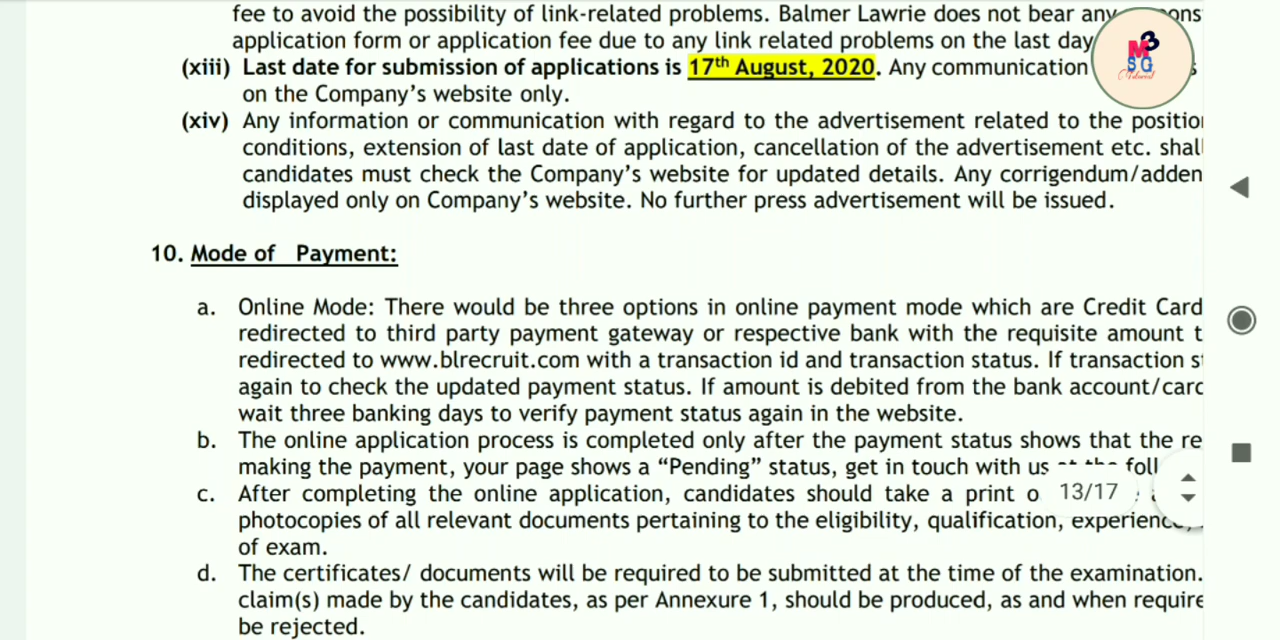 fee to avoid the possibility of link-related problems. Balmer Lawrie does not bear any
application form or application fee due to any link related problems on the last day
(xiii) Last date for submission of applications is 17th August, 2020. Any communication
on the Company's website only.
(xiv) Any information or communication with regard to the advertisement related to the
conditions, extension of last date of application, cancellation of the advertisement etc.
candidates must check the Company's website for updated details. Any
displayed only on Company's website. No further press advertisement will be issued.
10. Mode of Payment:
a. Online Mode: There would be three options in online payment mode which are Credit Card
redirected to third party payment gateway or respective bank with the requisite amount
redirected to www.blrecruit.com with a transaction id and transaction status. If transaction
again to check the updated payment status. If amount is debited from the bank
wait three banking days to verify payment status again in the website.
b. The online application process is completed only after the payment status shows that the
making the payment, your page shows a "Pending" status, get in touch with us
c. After completing the online application, candidates should take a print
13/17
photocopies of all relevant documents pertaining to the eligibility, qualification,
of exam.
d. The certificates/ documents will be required to be submitted at the time of the examination.
claim(s) made by the candidates, as per Annexure 1, should be produced, as and when
be rejected.
M3
SG